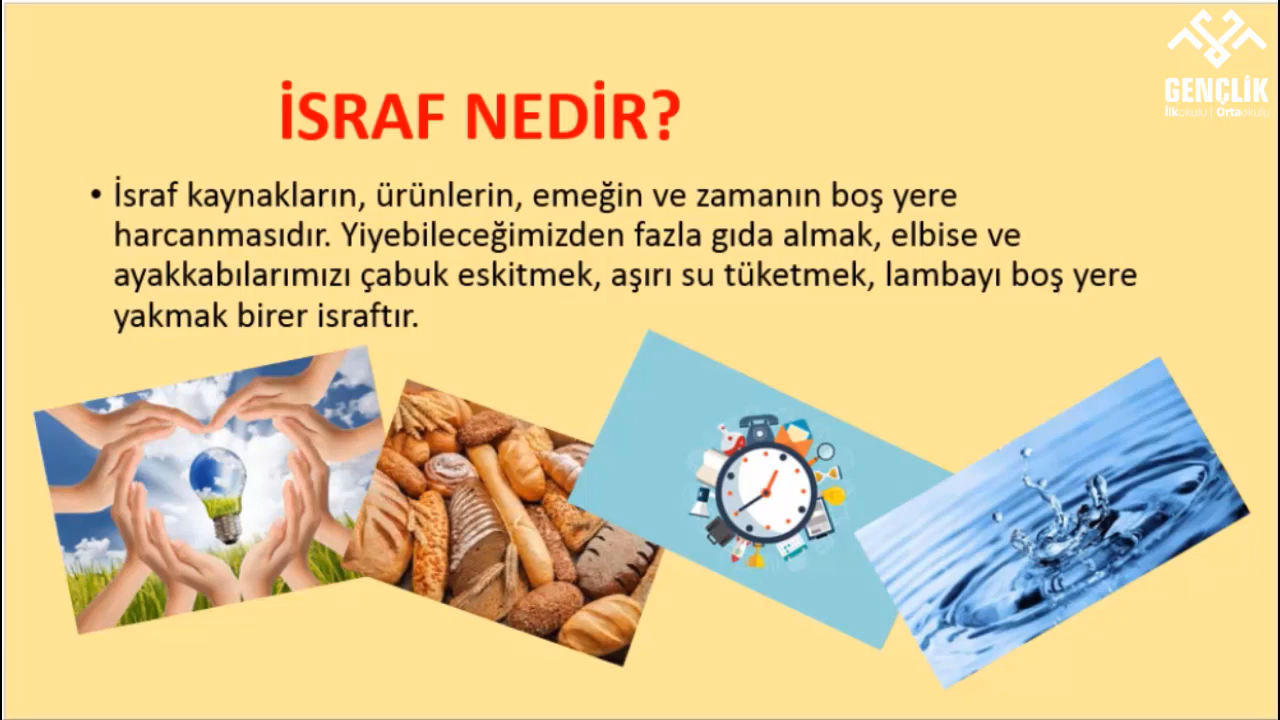 GENÇLİK
İlkokulu | Ortaokulu
İSRAF NEDİR?
• İsraf kaynakların, ürünlerin, emeğin ve zamanın boş yere
harcanmasıdır. Yiyebileceğimizden fazla gıda almak, elbise ve
ayakkabılarımızı çabuk eskitmek, aşırı su tüketmek, lambayı boş yere
yakmak birer israftır.